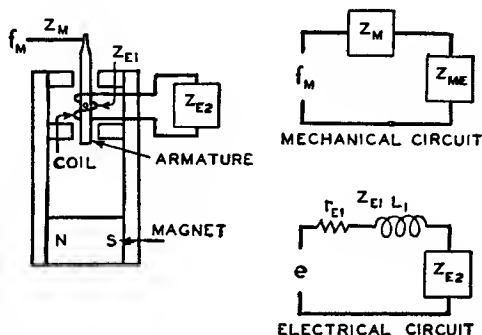 f_M
Z_M
Z_E1
Z_E2
COIL
ARMATURE
N
S
MAGNET
f_M
Z_M
Z_ME
MECHANICAL CIRCUIT
e
r_E1
Z_E1
L_1
Z_E2
ELECTRICAL CIRCUIT